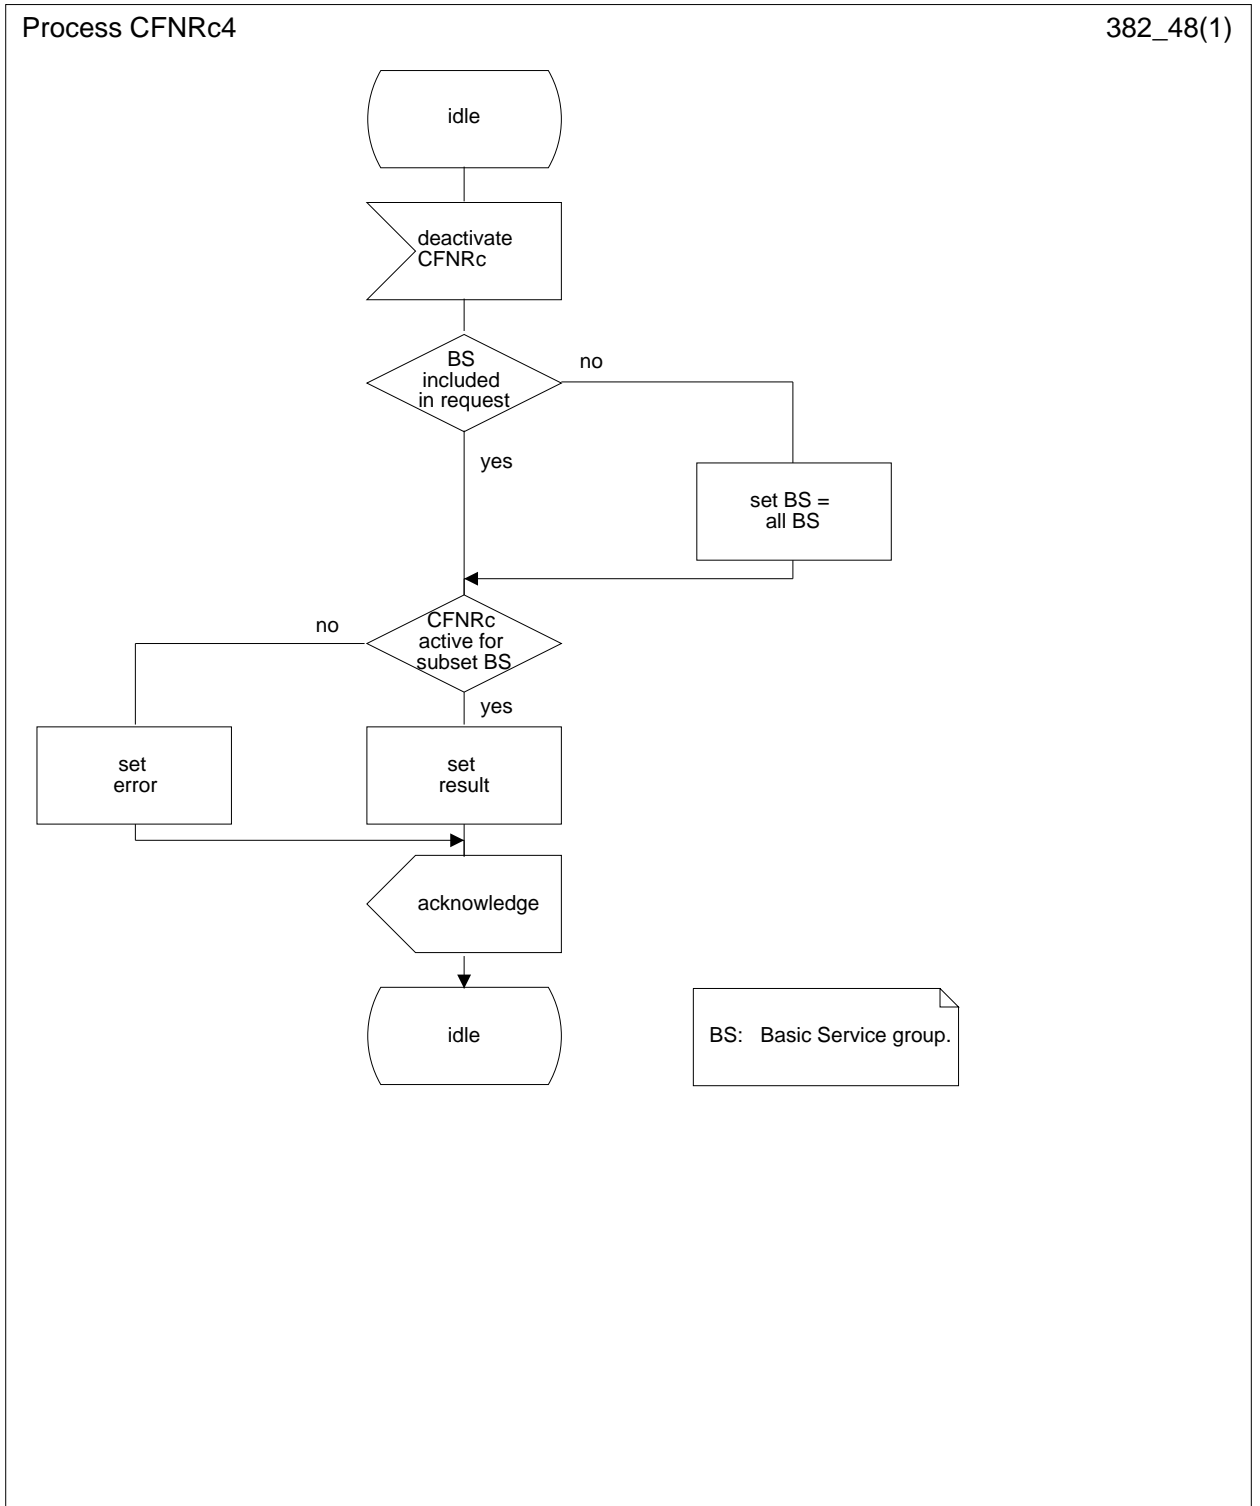 Process CFNRc4
382_48(1)
idle
deactivate
CFNRc
BS
included
in request
no
yes
set BS =
all BS
CFNRc
active for
subset BS
no
yes
set
error
set
result
acknowledge
idle
BS: Basic Service group.